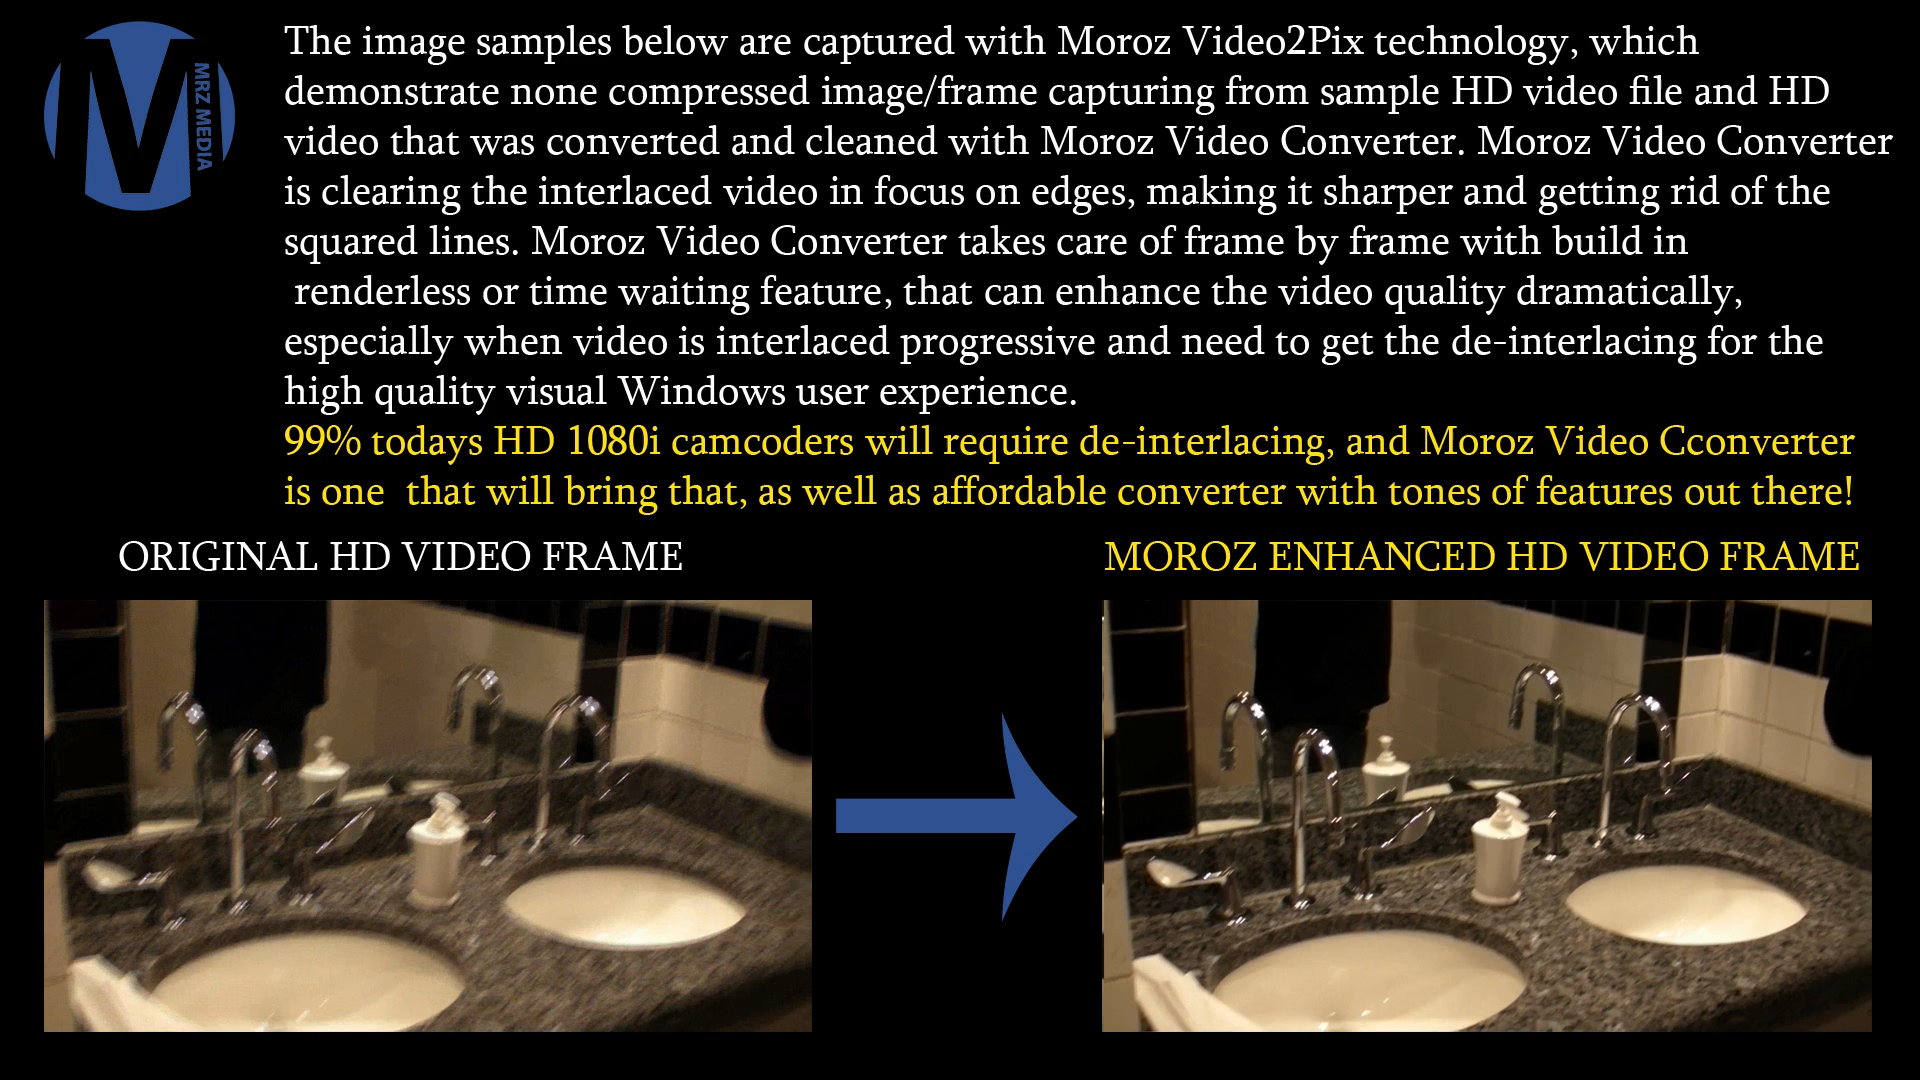 MRZ MEDIA
The image samples below are captured with Moroz Video2Pix technology, which
demonstrate none compressed image/frame capturing from sample HD video file and HD
video that was converted and cleaned with Moroz Video Converter. Moroz Video Converter
is clearing the interlaced video in focus on edges, making it sharper and getting rid of the
squared lines. Moroz Video Converter takes care of frame by frame with build in
renderless or time waiting feature, that can enhance the video quality dramatically,
especially when video is interlaced progressive and need to get the de-interlacing for the
high quality visual Windows user experience.
99% todays HD 1080i camcoders will require de-interlacing, and Moroz Video Cconverter
is one  that will bring that, as well as affordable converter with tones of features out there!
ORIGINAL HD VIDEO FRAME
MOROZ ENHANCED HD VIDEO FRAME